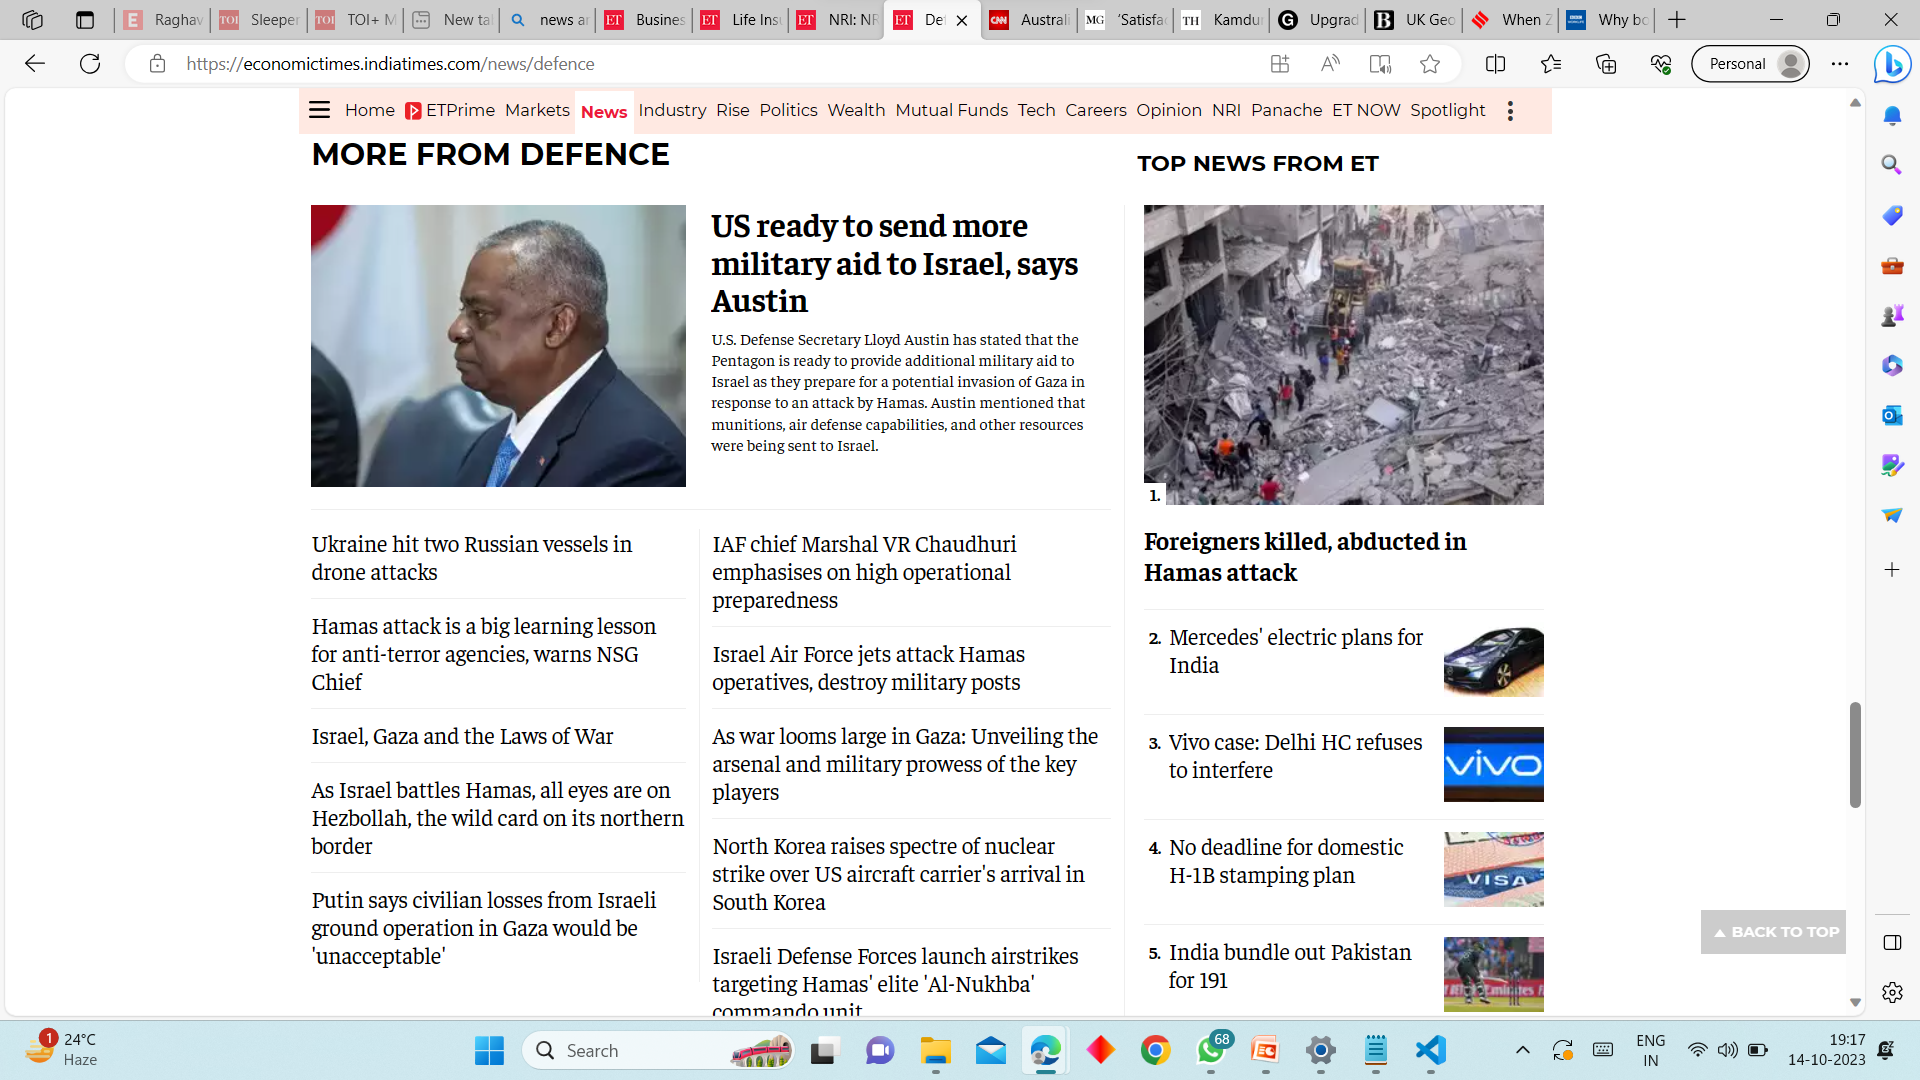 Raghav
Sleeper
TOI+ M
New ta
news ar
Busines
Life Insu
NRI: NR
Def
Australi
'Satisfac
Kamdur
Upgrad
UK Geo
When Z
Why bo
https://economictimes.indiatimes.com/news/defence
Personal
Home ETPrime Markets News Industry Rise Politics Wealth Mutual Funds Tech Careers Opinion NRI Panache ET NOW Spotlight
MORE FROM DEFENCE
US ready to send more
military aid to Israel, says
Austin
U.S. Defense Secretary Lloyd Austin has stated that the
Pentagon is ready to provide additional military aid to
Israel as they prepare for a potential invasion of Gaza in
response to an attack by Hamas. Austin mentioned that
munitions, air defense capabilities, and other resources
were being sent to Israel.
Ukraine hit two Russian vessels in
drone attacks
Hamas attack is a big learning lesson
for anti-terror agencies, warns NSG
Chief
Israel, Gaza and the Laws of War
As Israel battles Hamas, all eyes are on
Hezbollah, the wild card on its northern
border
Putin says civilian losses from Israeli
ground operation in Gaza would be
'unacceptable'
IAF chief Marshal VR Chaudhuri
emphasises on high operational
preparedness
Israel Air Force jets attack Hamas
operatives, destroy military posts
As war looms large in Gaza: Unveiling the
arsenal and military prowess of the key
players
North Korea raises spectre of nuclear
strike over US aircraft carrier's arrival in
South Korea
Israeli Defense Forces launch airstrikes
targeting Hamas' elite 'Al-Nukhba'
commando unit
TOP NEWS FROM ET
1.
Foreigners killed, abducted in
Hamas attack
2. Mercedes' electric plans for
India
3. Vivo case: Delhi HC refuses
to interfere
vivo
4. No deadline for domestic
H-1B stamping plan
VISA
5. India bundle out Pakistan
for 191
BACK TO TOP
1
24°C
Haze
Search
68
ENG
IN
19:17
14-10-2023